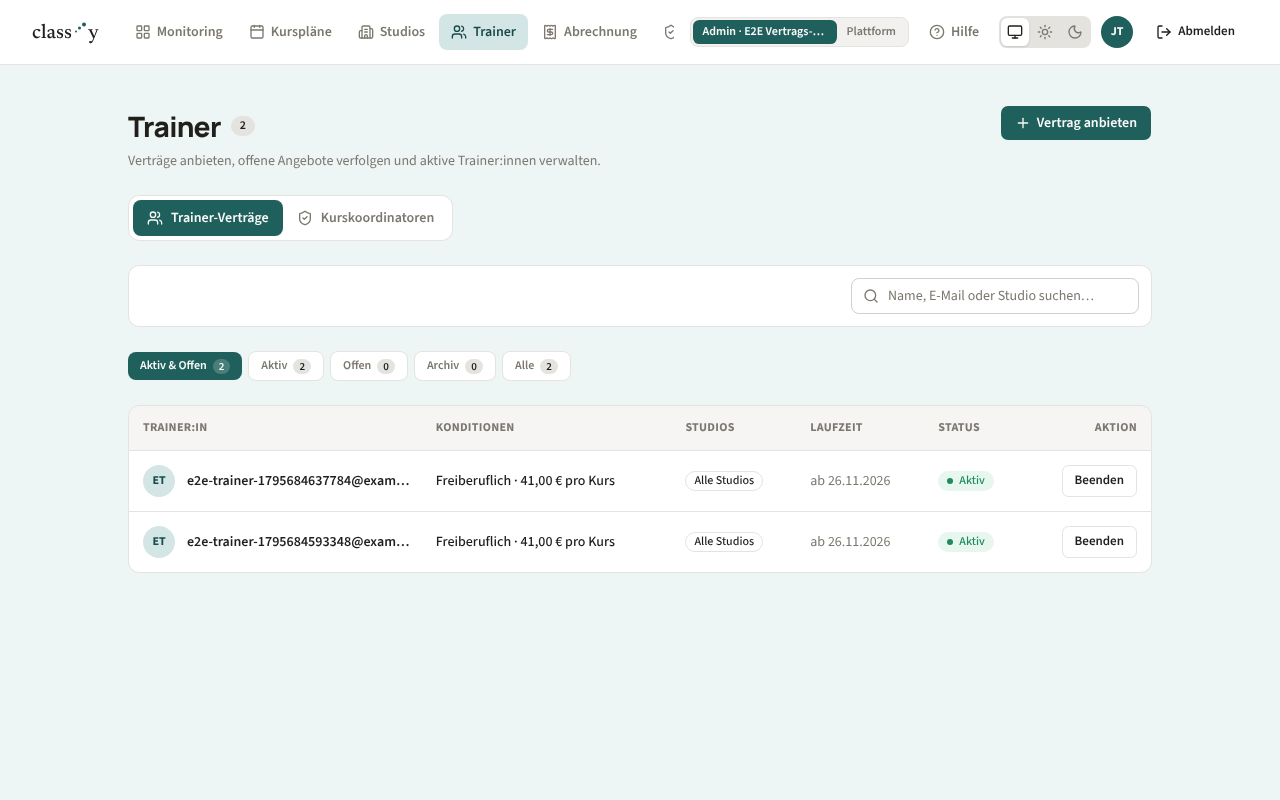 class y
Monitoring
Kurspläne
Studios
Trainer
Abrechnung
Admin · E2E Vertrags-…
Plattform
Hilfe
JT
Abmelden
Trainer 2
Vertrag anbieten
Verträge anbieten, offene Angebote verfolgen und aktive Trainer:innen verwalten.
Trainer-Verträge
Kurskoordinatoren
Name, E-Mail oder Studio suchen…
Aktiv & Offen 2
Aktiv 2
Offen 0
Archiv 0
Alle 2
TRAINER:IN KONDITIONEN STUDIOS LAUFZEIT STATUS AKTION
ET e2e-trainer-1795684637784@exam… Freiberuflich · 41,00 € pro Kurs Alle Studios ab 26.11.2026 Aktiv Beenden
ET e2e-trainer-1795684593348@exam… Freiberuflich · 41,00 € pro Kurs Alle Studios ab 26.11.2026 Aktiv Beenden